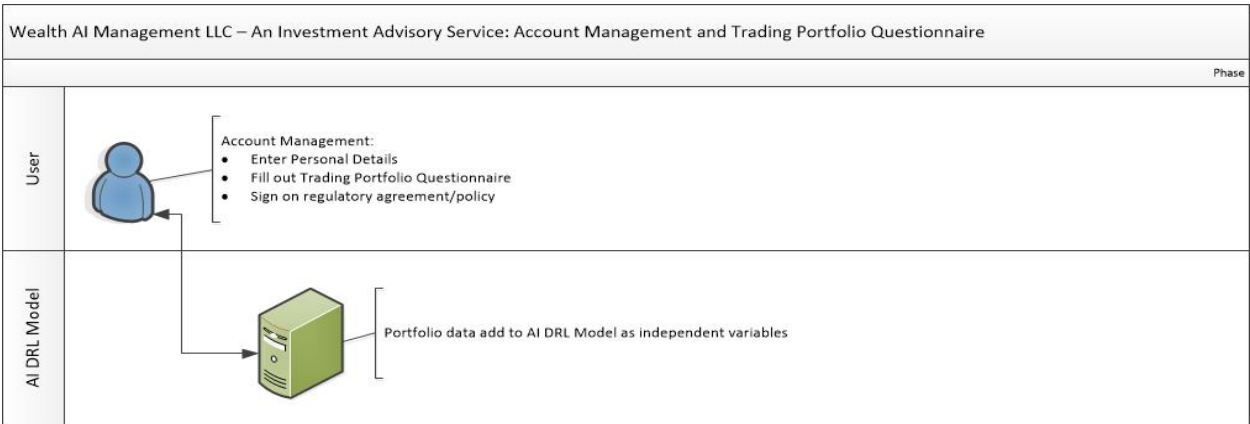 Wealth AI Management LLC – An Investment Advisory Service: Account Management and Trading Portfolio Questionnaire
Phase
User
Account Management:
• Enter Personal Details
• Fill out Trading Portfolio Questionnaire
• Sign on regulatory agreement/policy
AI DRL Model
Portfolio data add to AI DRL Model as independent variables